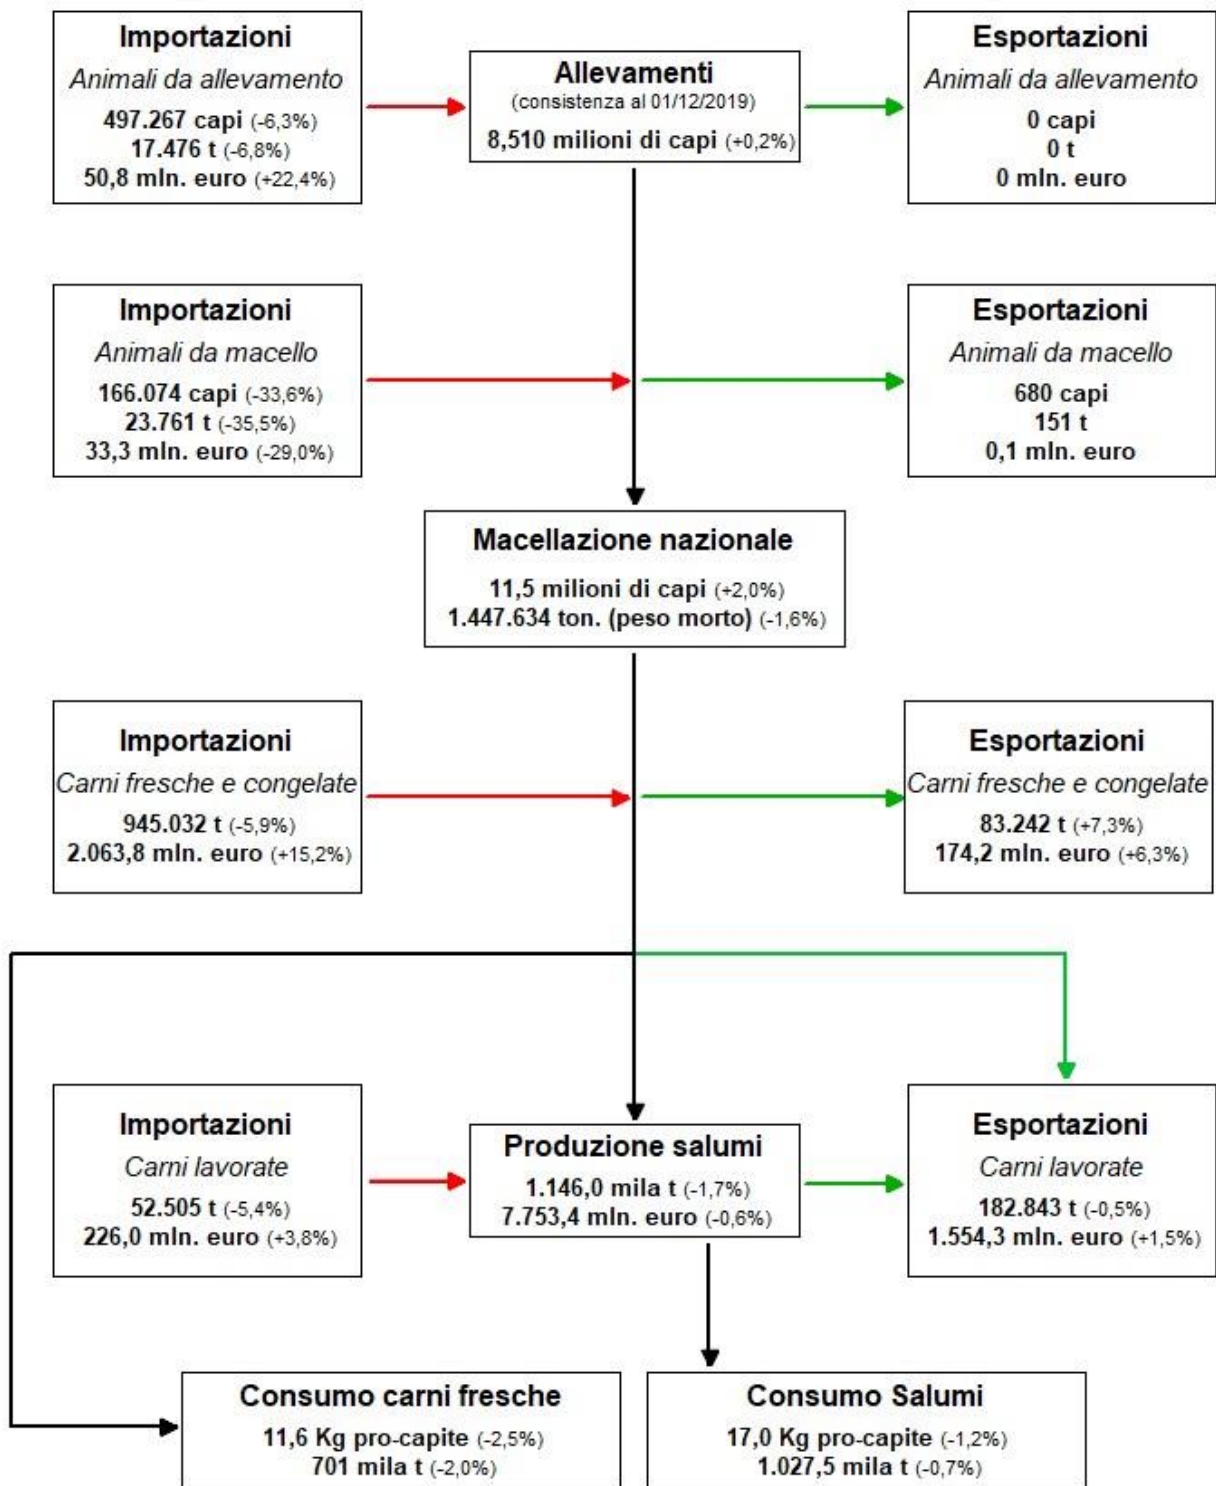 Importazioni
Animali da allevamento
497.267 capi (-6,3%)
17.476 t (-6,8%)
50,8 mln. euro (+22,4%)
Allevamenti
(consistenza al 01/12/2019)
8,510 milioni di capi (+0,2%)
Esportazioni
Animali da allevamento
0 capi
0 t
0 mln. euro
Importazioni
Animali da macello
166.074 capi (-33,6%)
23.761 t (-35,5%)
33,3 mln. euro (-29,0%)
Esportazioni
Animali da macello
680 capi
151 t
0,1 mln. euro
Macellazione nazionale
11,5 milioni di capi (+2,0%)
1.447.634 ton. (peso morto) (-1,6%)
Importazioni
Carni fresche e congelate
945.032 t (-5,9%)
2.063,8 mln. euro (+15,2%)
Esportazioni
Carni fresche e congelate
83.242 t (+7,3%)
174,2 mln. euro (+6,3%)
Importazioni
Carni lavorate
52.505 t (-5,4%)
226,0 mln. euro (+3,8%)
Produzione salumi
1.146,0 mila t (-1,7%)
7.753,4 mln. euro (-0,6%)
Esportazioni
Carni lavorate
182.843 t (-0,5%)
1.554,3 mln. euro (+1,5%)
Consumo carni fresche
11,6 Kg pro-capite (-2,5%)
701 mila t (-2,0%)
Consumo Salumi
17,0 Kg pro-capite (-1,2%)
1.027,5 mila t (-0,7%)